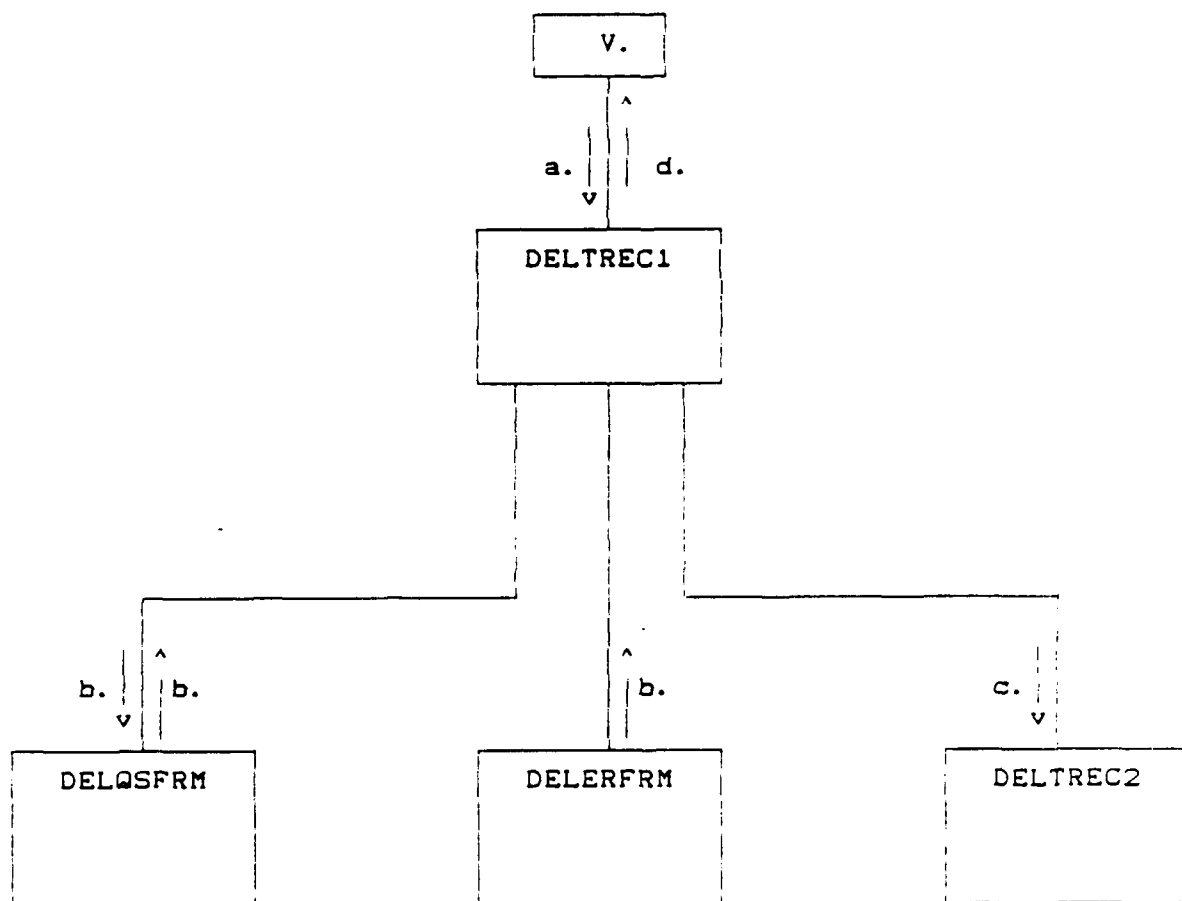 V.
a.
d.
DELTREC1
b.
b.
b.
c.
DELQSFRM
DELERFRM
DELTREC2